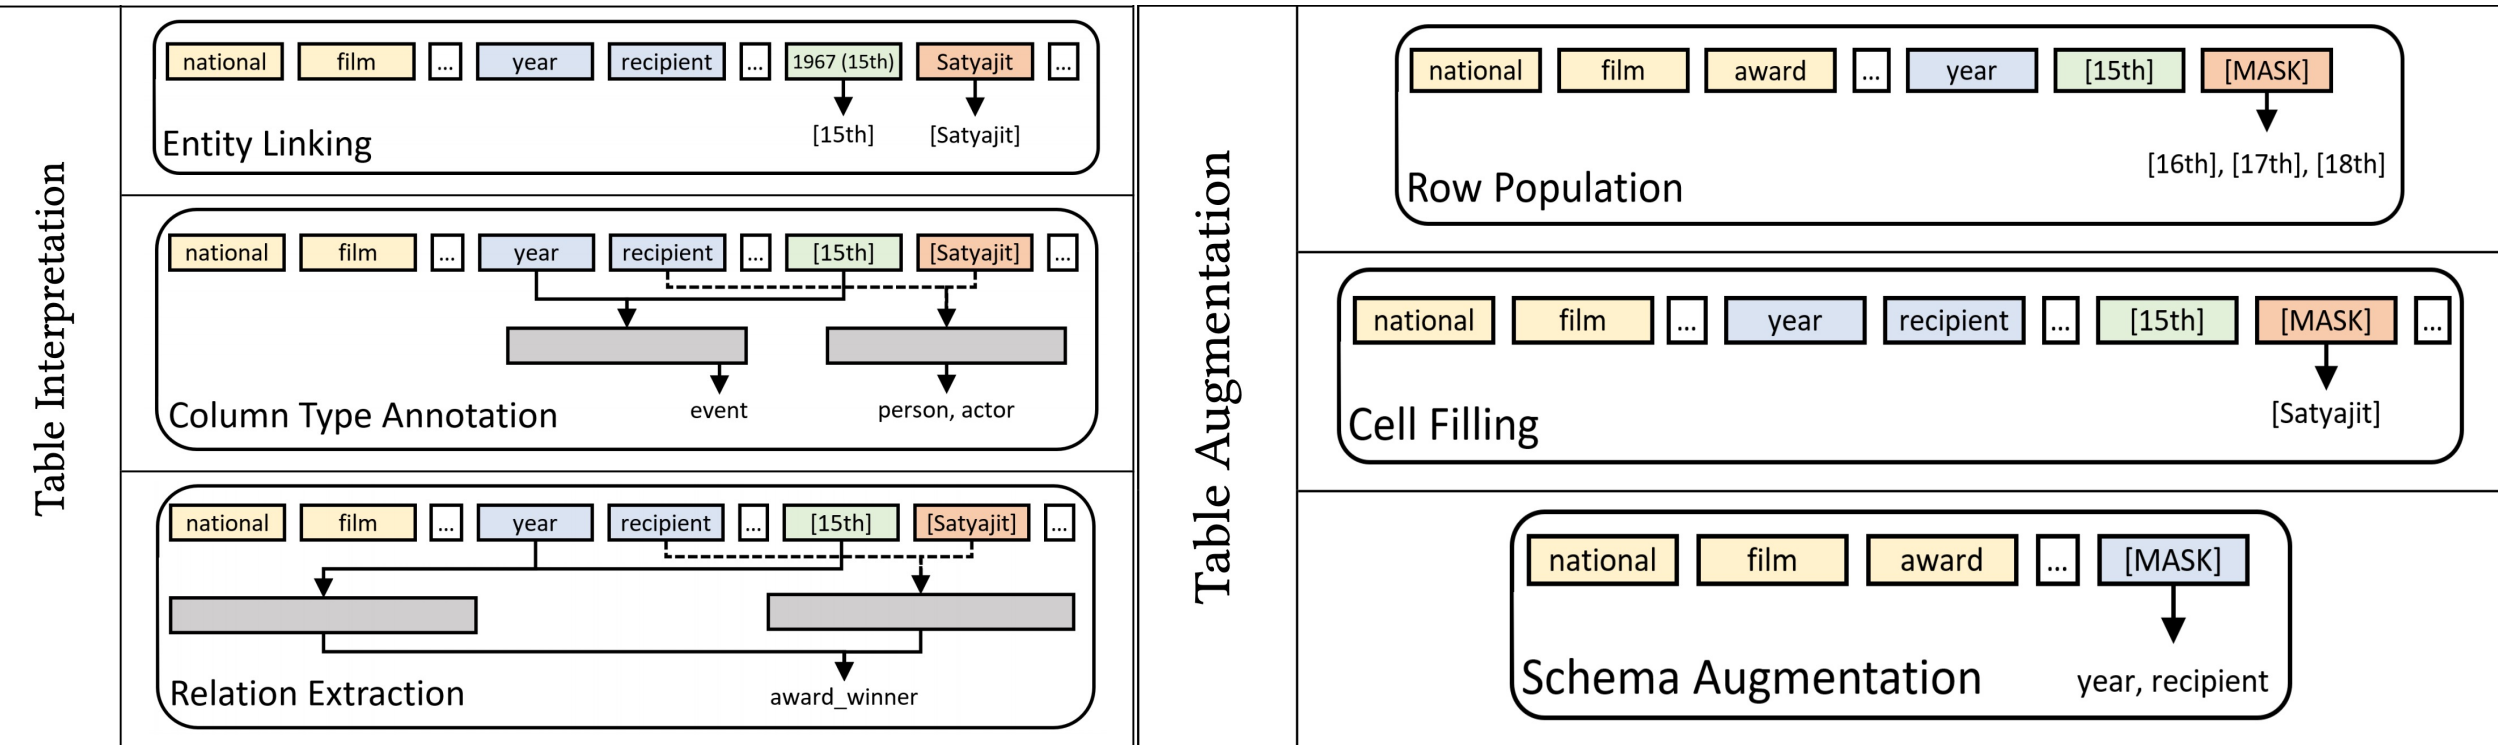 Table Interpretation
national film ... year recipient ... 1967 (15th) Satyajit ...
[15th] [Satyajit]
Entity Linking
national film ... year recipient ... [15th] [Satyajit] ...
event person, actor
Column Type Annotation
national film ... year recipient ... [15th] [Satyajit] ...
Relation Extraction
award_winner
Table Augmentation
national film award ... year [15th] [MASK]
[16th], [17th], [18th]
Row Population
national film ... year recipient ... [15th] [MASK] ...
[Satyajit]
Cell Filling
national film award ... [MASK]
Schema Augmentation
year, recipient